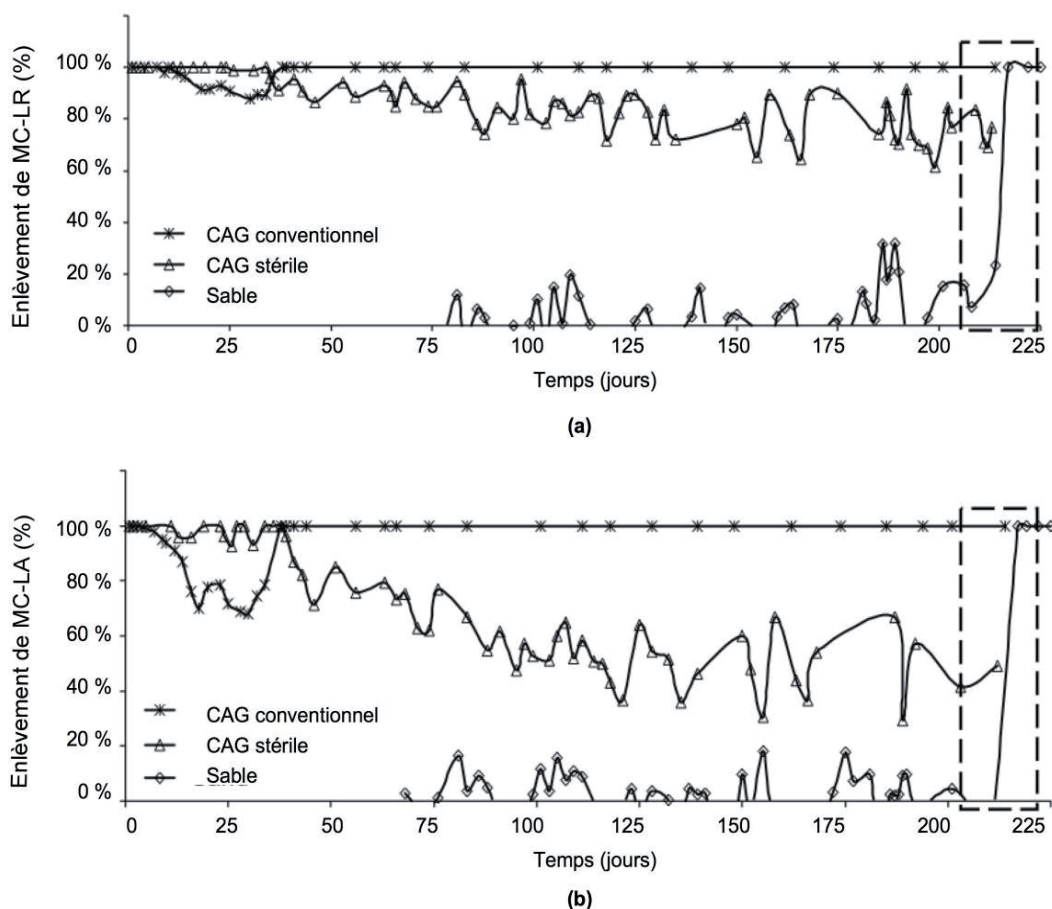 Enlèvement de MC-LR (%)
100 %
80 %
60 %
40 %
20 %
0 %
CAG conventionnel
CAG stérile
Sable
0 25 50 75 100 125 150 175 200 225
Temps (jours)
(a)
Enlèvement de MC-LA (%)
100 %
80 %
60 %
40 %
20 %
0 %
CAG conventionnel
CAG stérile
Sable
0 25 50 75 100 125 150 175 200 225
Temps (jours)
(b)